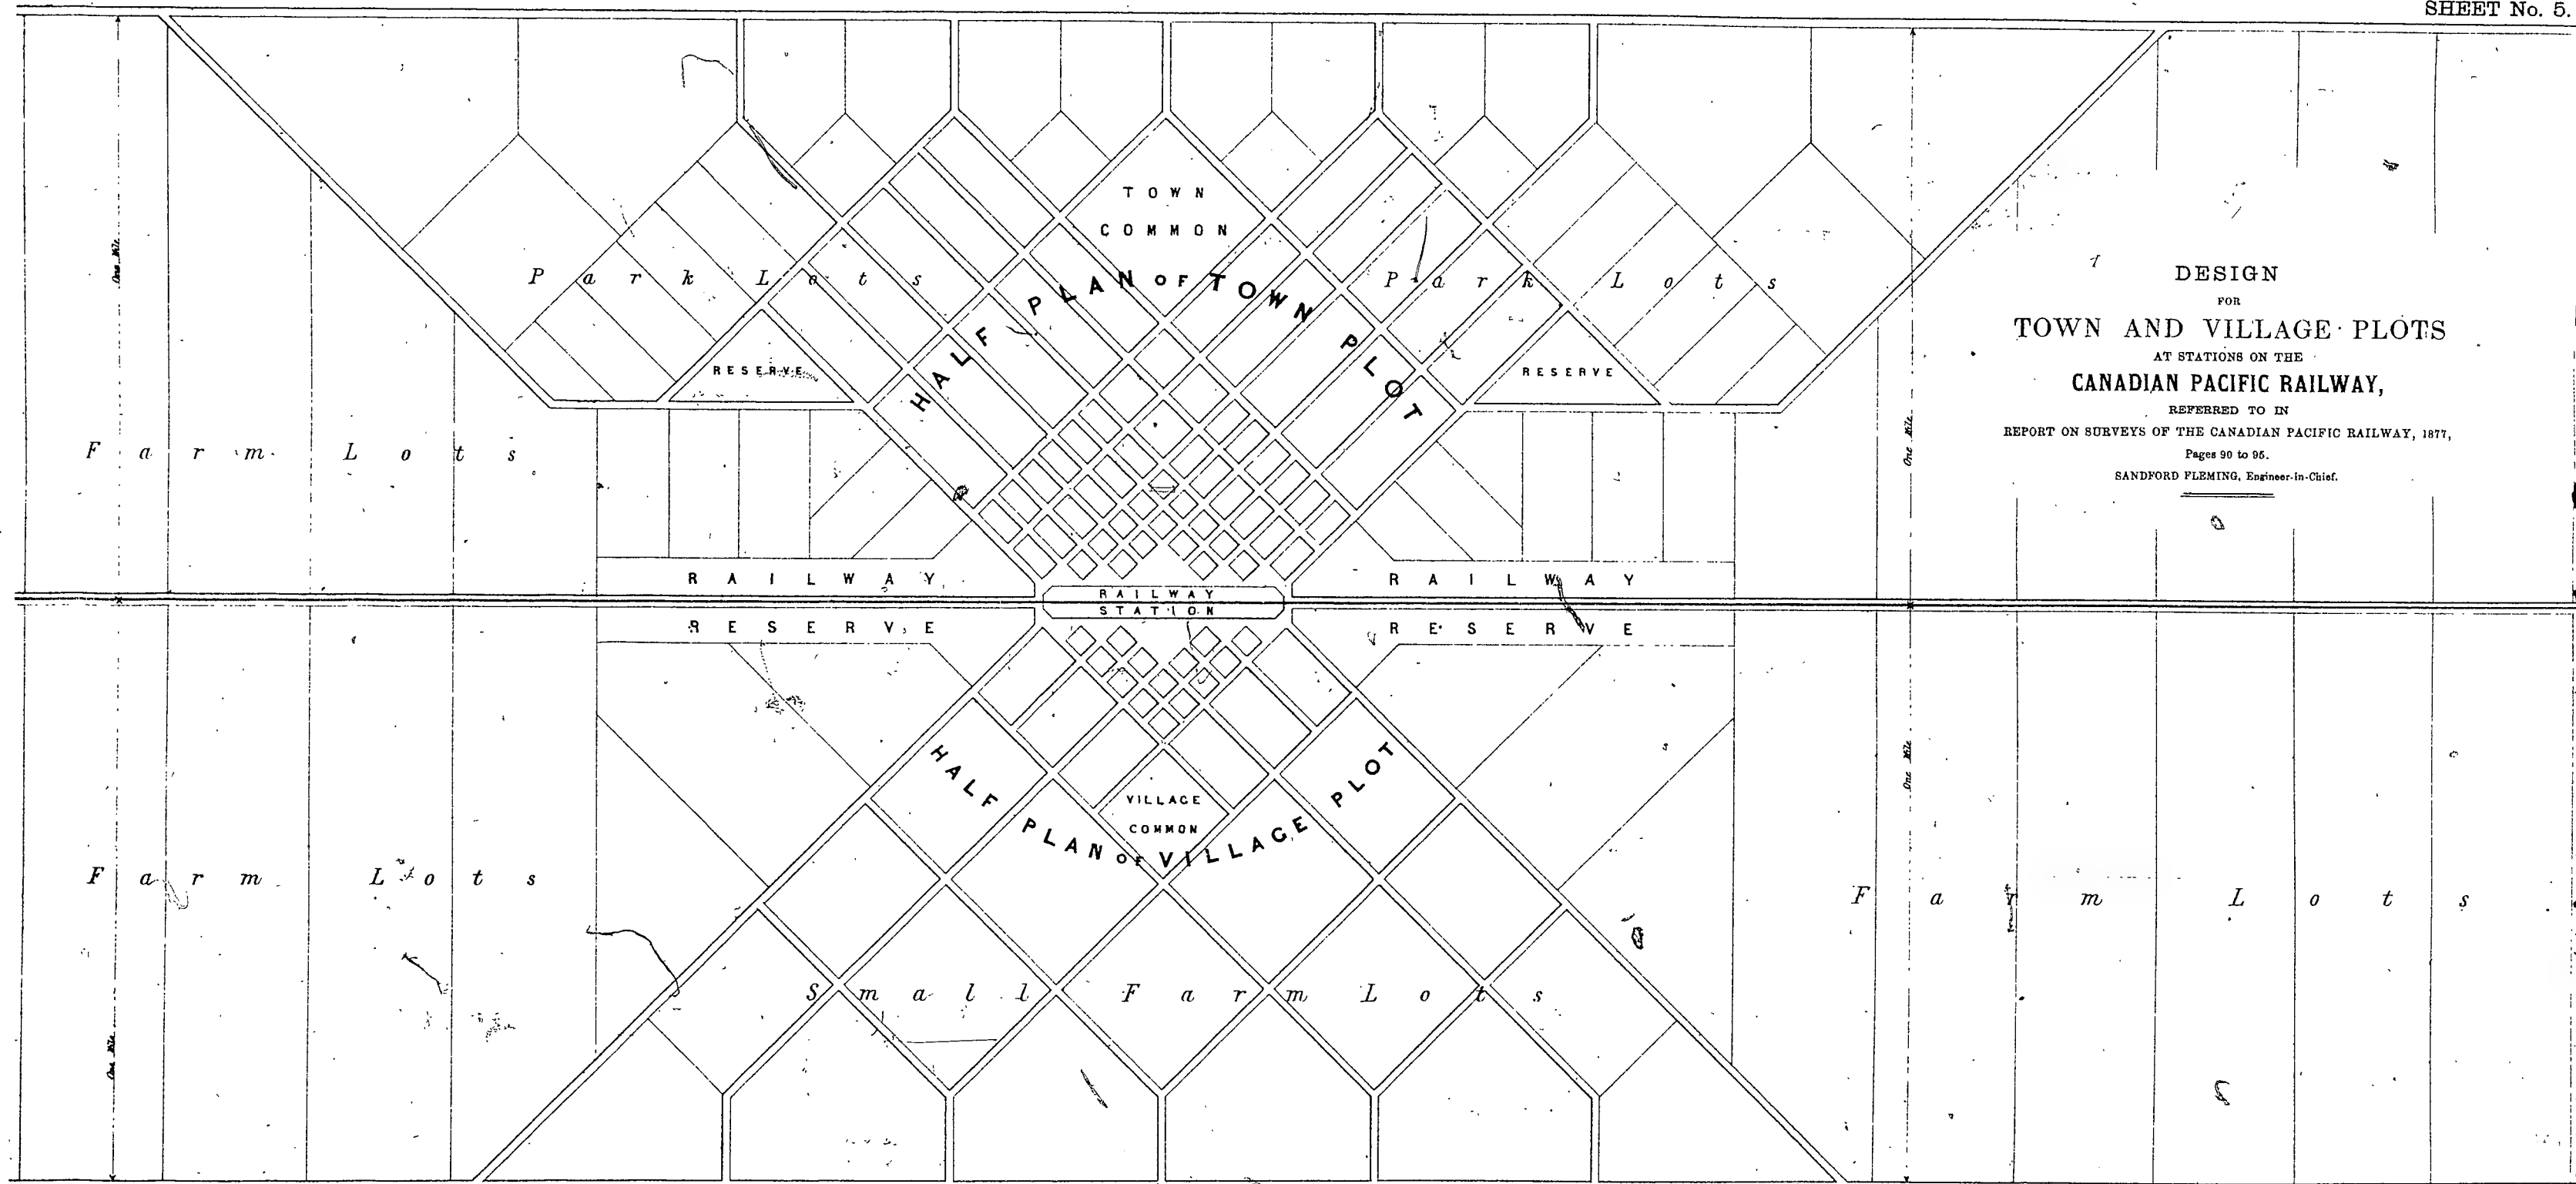 SHEET No. 5.
TOWN
COMMON
Park Lots
HALF PLAN OF TOWN PLOT
Park Lots
RESERVE
RESERVE
DESIGN
FOR
TOWN AND VILLAGE PLOTS
AT STATIONS ON THE
CANADIAN PACIFIC RAILWAY,
REFERRED TO IN
REPORT ON SURVEYS OF THE CANADIAN PACIFIC RAILWAY, 1877,
Pages 90 to 95.
SANDFORD FLEMING, Engineer-in-Chief.
One Mile
One Mile
Farm Lots
RAILWAY
RAILWAY
RAILWAY
STATION
RESERVE
RESERVE
HALF PLAN OF VILLAGE PLOT
VILLAGE
COMMON
One Mile
One Mile
Farm Lots
Farm Lots
Small Farm Lots